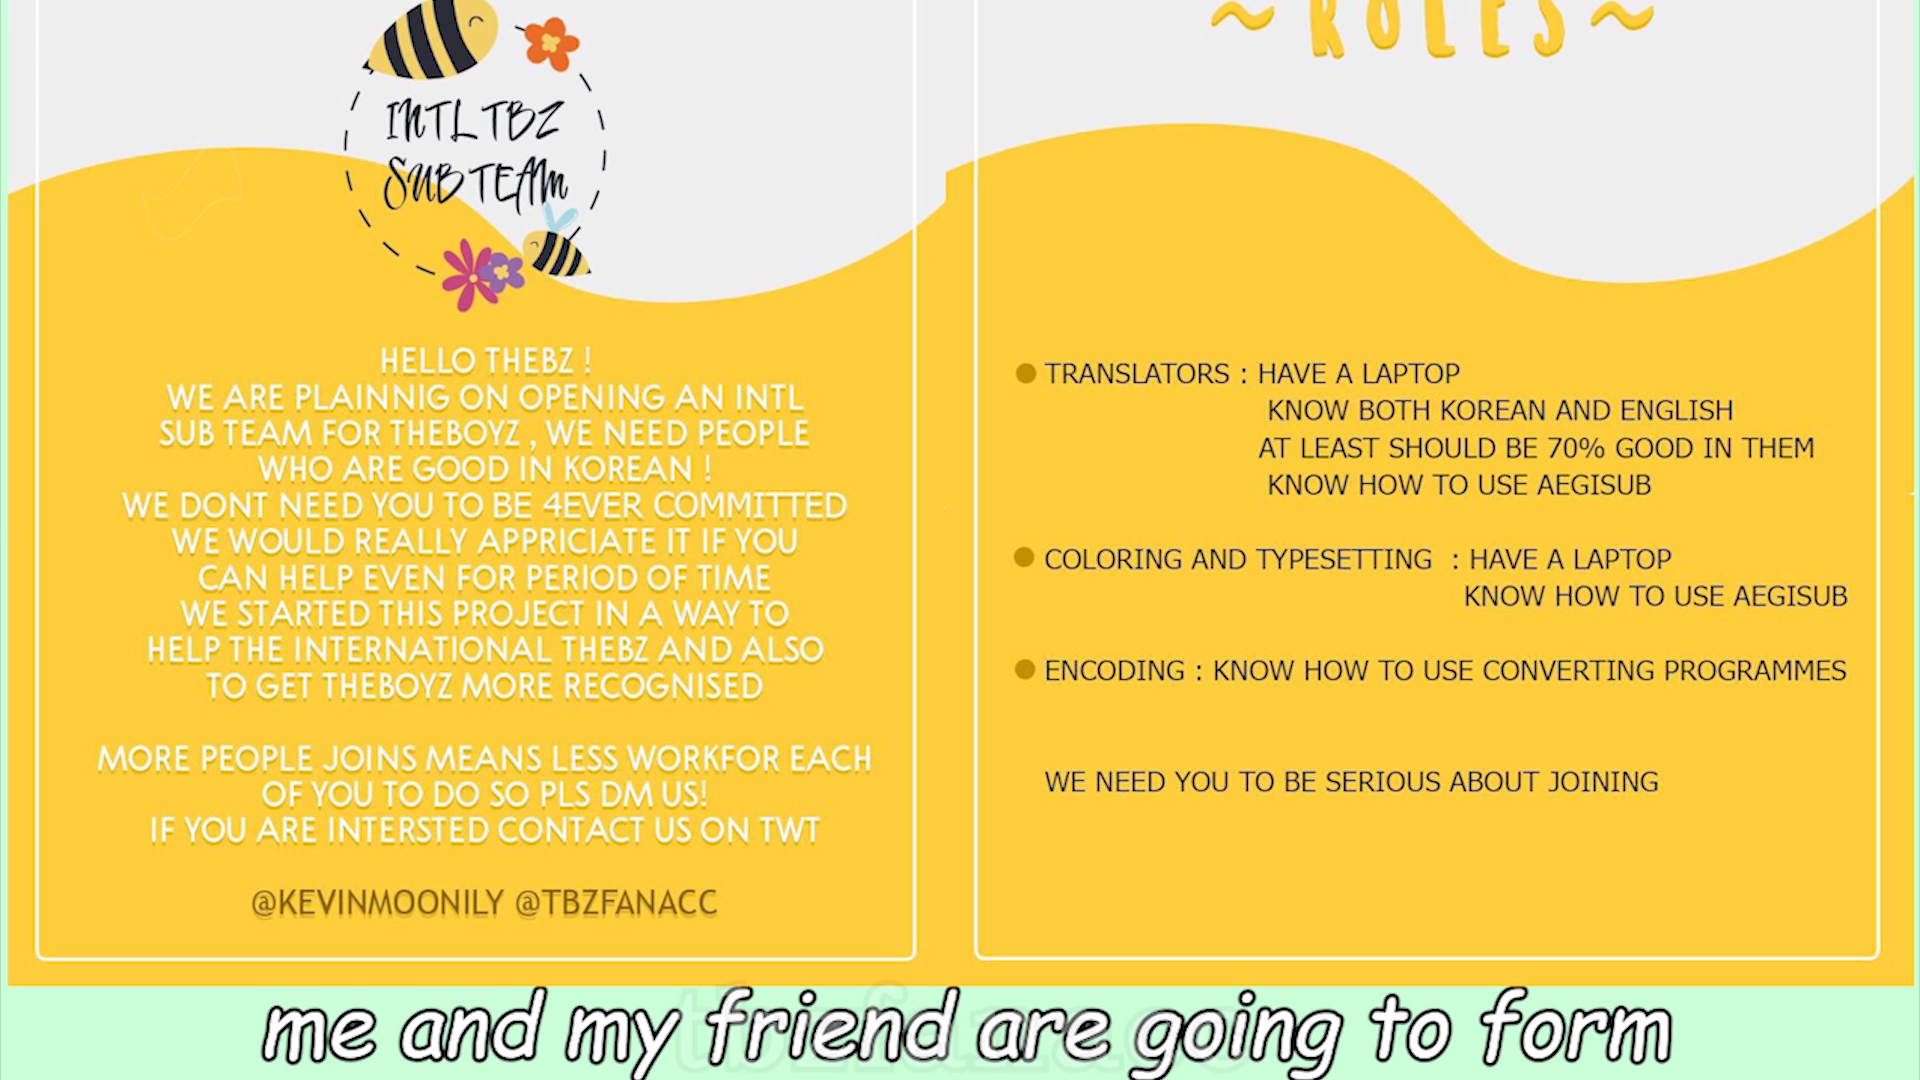 INTL TBZ
SUB TEAM
HELLO THEBZ !
WE ARE PLAINNIG ON OPENING AN INTL
SUB TEAM FOR THEBOYZ , WE NEED PEOPLE
WHO ARE GOOD IN KOREAN !
WE DONT NEED YOU TO BE 4EVER COMMITTED
WE WOULD REALLY APPRICIATE IT IF YOU
CAN HELP EVEN FOR PERIOD OF TIME
WE STARTED THIS PROJECT IN A WAY TO
HELP THE INTERNATIONAL THEBZ AND ALSO
TO GET THEBOYZ MORE RECOGNISED
MORE PEOPLE JOINS MEANS LESS WORKFOR EACH
OF YOU TO DO SO PLS DM US!
IF YOU ARE INTERSTED CONTACT US ON TWT
@KEVINMOONILY @TBZFANACC
~ROLES~
TRANSLATORS : HAVE A LAPTOP
KNOW BOTH KOREAN AND ENGLISH
AT LEAST SHOULD BE 70% GOOD IN THEM
KNOW HOW TO USE AEGISUB
COLORING AND TYPESETTING : HAVE A LAPTOP
KNOW HOW TO USE AEGISUB
ENCODING : KNOW HOW TO USE CONVERTING PROGRAMMES
WE NEED YOU TO BE SERIOUS ABOUT JOINING
me and my friend are going to form